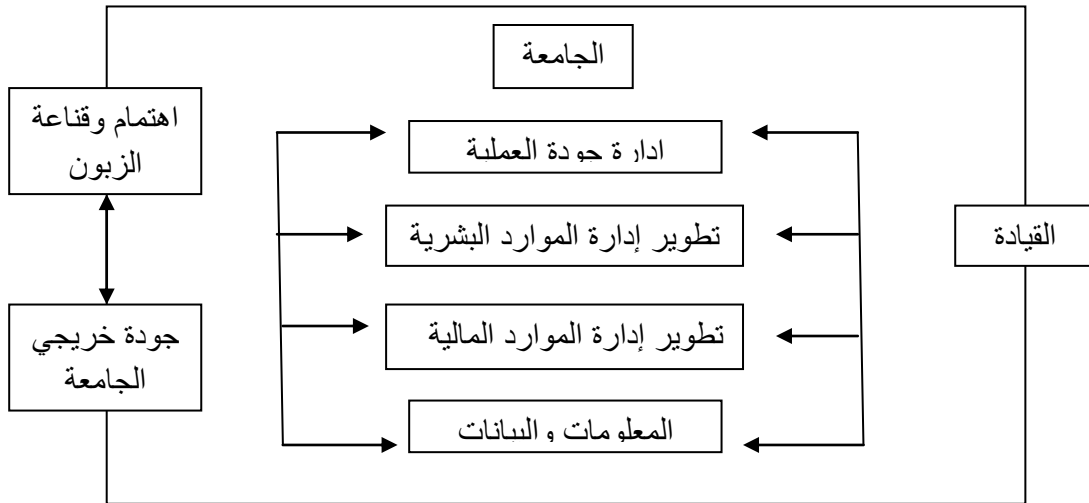 الجامعة
اهتمام وقناعة
الزبون
ادارة جودة العملية
تطوير إدارة الموارد البشرية
القيادة
تطوير إدارة الموارد المالية
جودة خريجي
الجامعة
المعلومات والبيانات